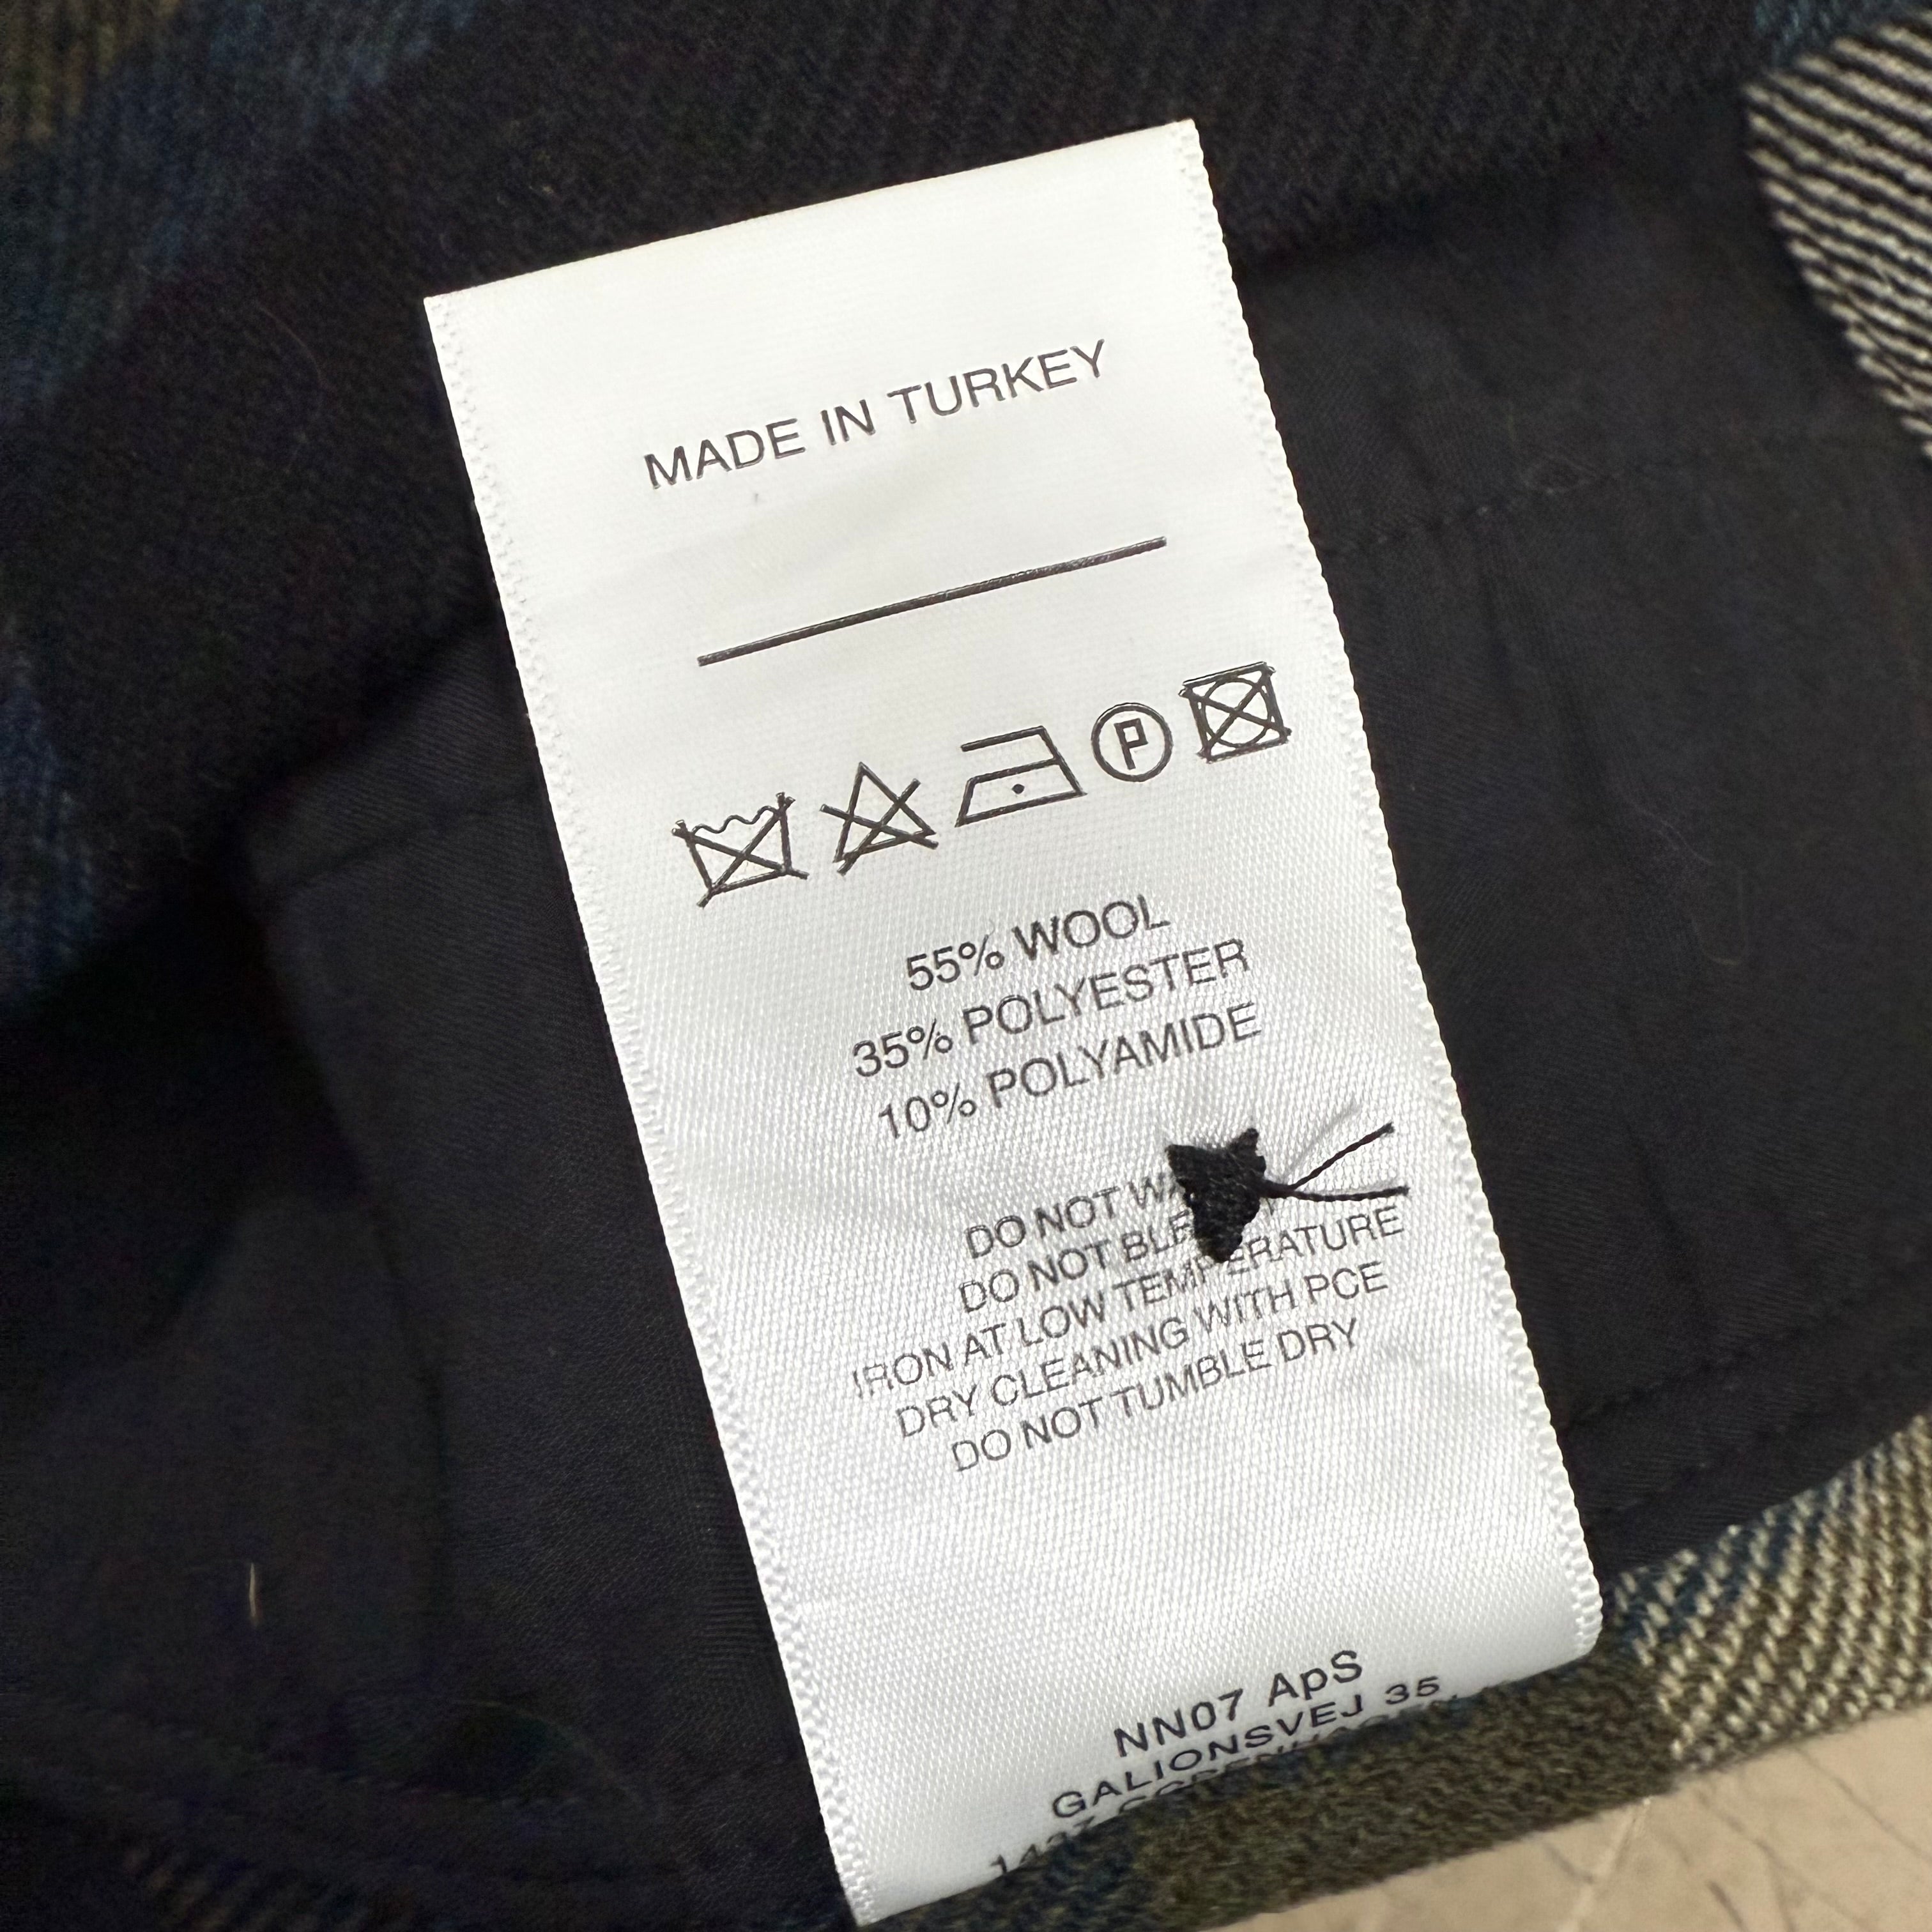 MADE IN TURKEY
P
55% WOOL
35% POLYESTER
10% POLYAMIDE
DO NOT
DO NOT
IRON AT LOW TEMPERATURE
DRY CLEANING WITH PCE
DO NOT TUMBLE DRY
NN07 ApS
GALIONSVEJ 35